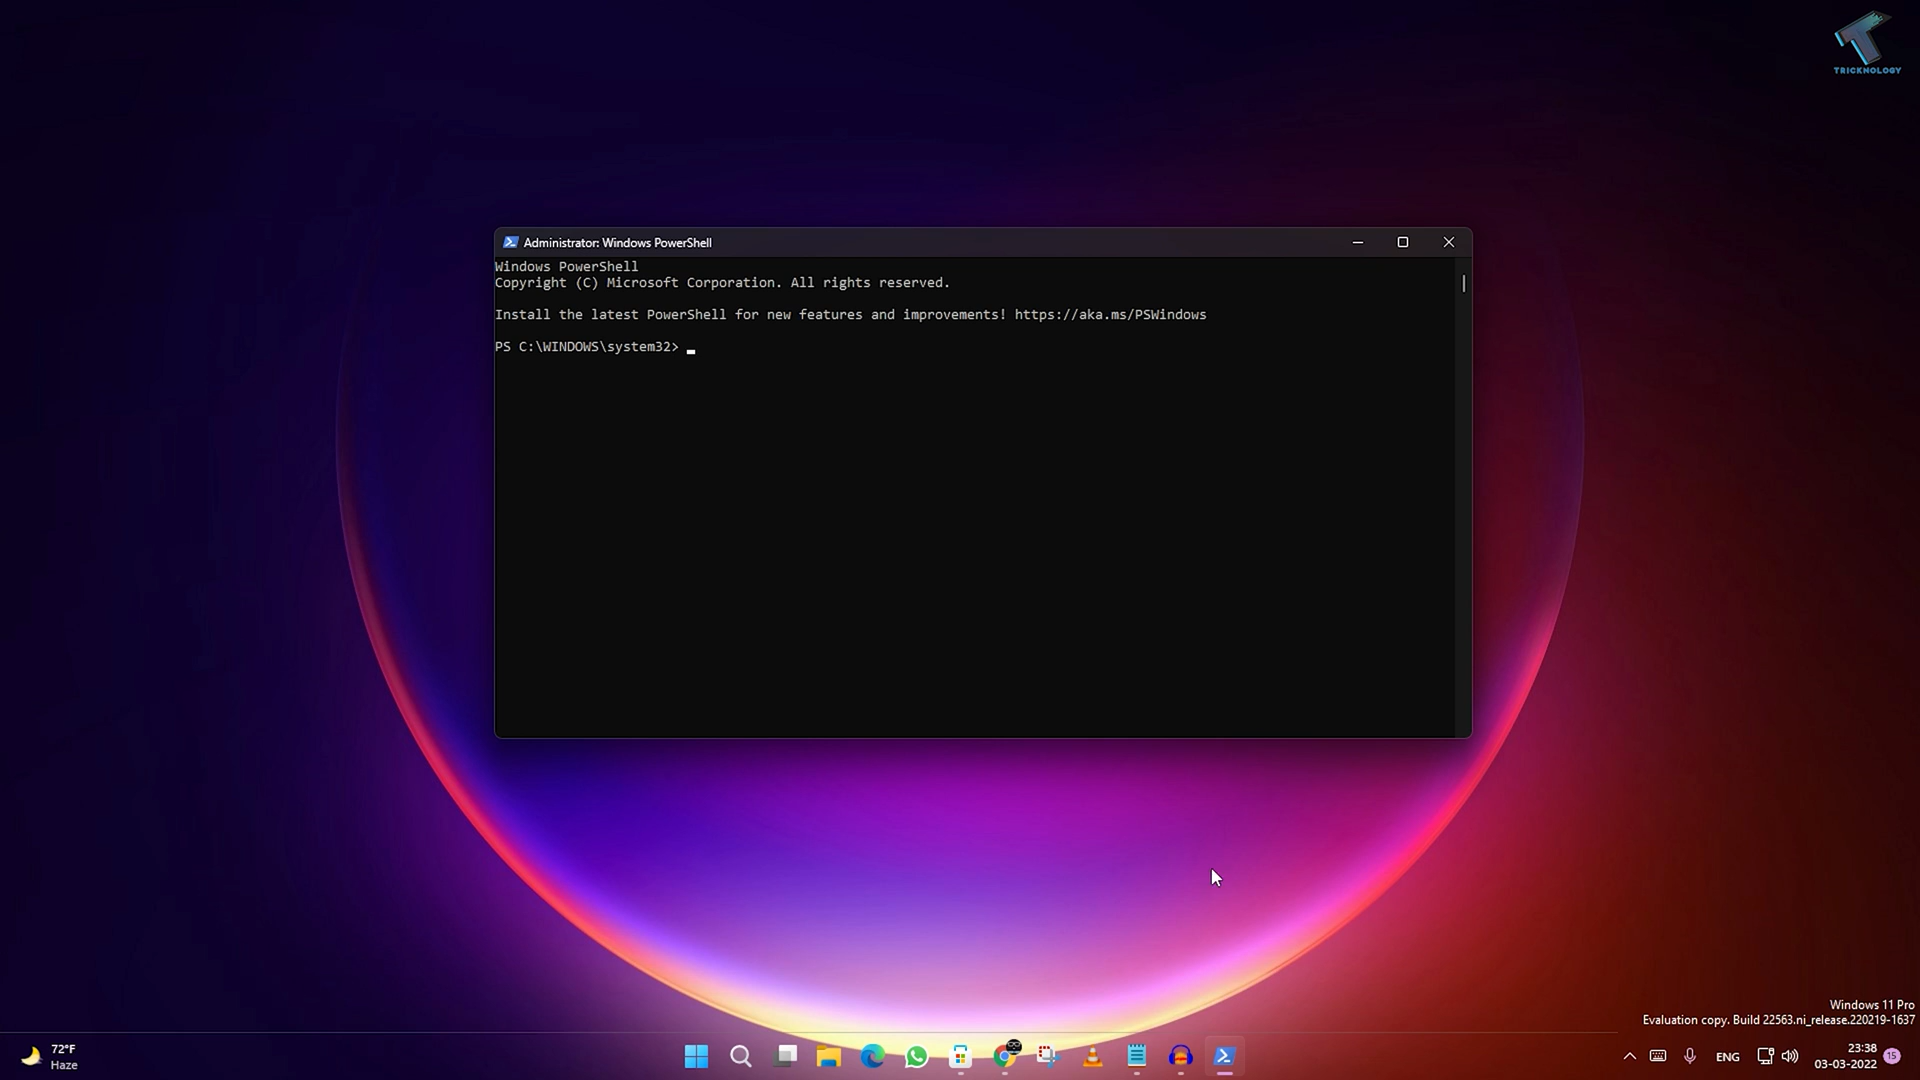 TRICKNOLOGY
Administrator: Windows PowerShell
Windows PowerShell
Copyright (C) Microsoft Corporation. All rights reserved.
Install the latest PowerShell for new features and improvements! https://aka.ms/PSWindows
PS C:\WINDOWS\system32>
Windows 11 Pro
Evaluation copy. Build 22563.ni_release.220219-1637
72°F
Haze
ENG
23:38
03-03-2022
15